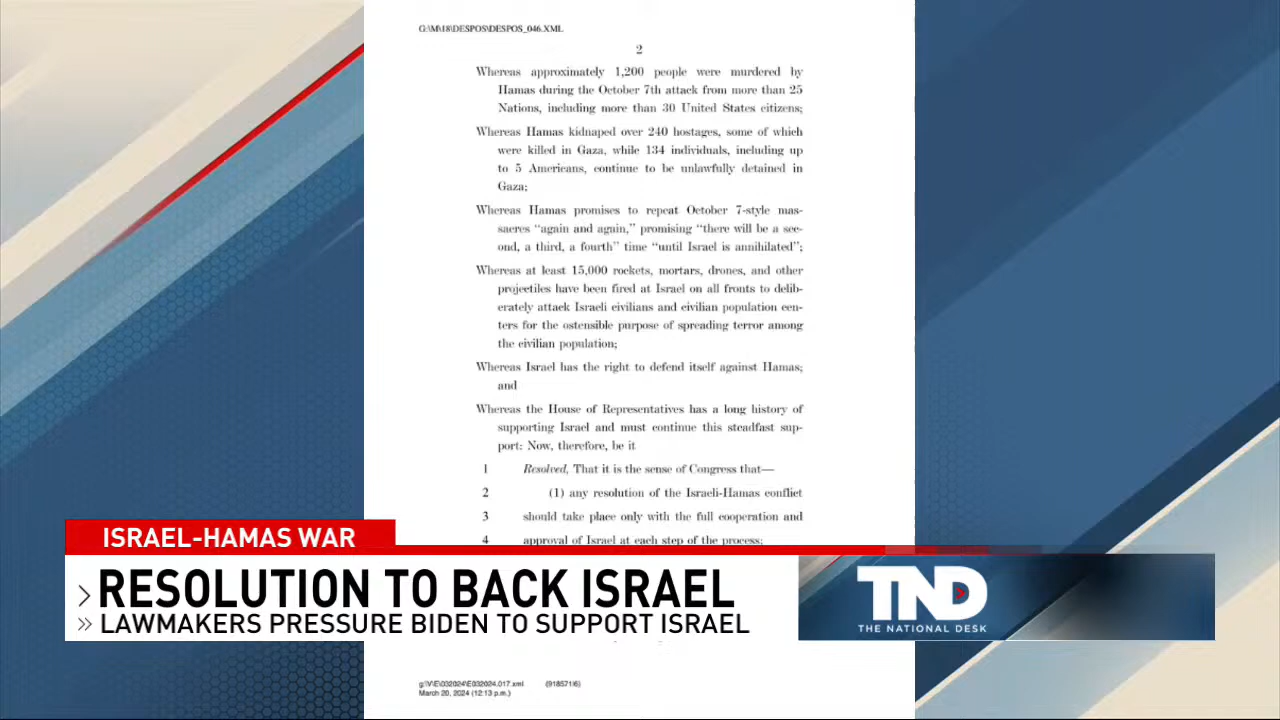 G:\M\18\DESPOS\DESPOS_046.XML
2
Whereas approximately 1,200 people were murdered by
Hamas during the October 7th attack from more than 25
Nations, including more than 30 United States citizens;
Whereas Hamas kidnaped over 240 hostages, some of which
were killed in Gaza, while 134 individuals, including up
to 5 Americans, continue to be unlawfully detained in
Gaza;
Whereas Hamas promises to repeat October 7-style mas-
sacres “again and again,” promising “there will be a sec-
ond, a third, a fourth” time “until Israel is annihilated”;
Whereas at least 15,000 rockets, mortars, drones, and other
projectiles have been fired at Israel on all fronts to delib-
erately attack Israeli civilians and civilian population cen-
ters for the ostensible purpose of spreading terror among
the civilian population;
Whereas Israel has the right to defend itself against Hamas;
and
Whereas the House of Representatives has a long history of
supporting Israel and must continue this steadfast sup-
port: Now, therefore, be it
1 Resolved, That it is the sense of Congress that—
2 (1) any resolution of the Israeli-Hamas conflict
3 should take place only with the full cooperation and
4 approval of Israel at each step of the process;
ISRAEL-HAMAS WAR
RESOLUTION TO BACK ISRAEL
LAWMAKERS PRESSURE BIDEN TO SUPPORT ISRAEL
TND
THE NATIONAL DESK
g:\V\E\032024\E032024.017.xml (918571|6)
March 20, 2024 (12:13 p.m.)